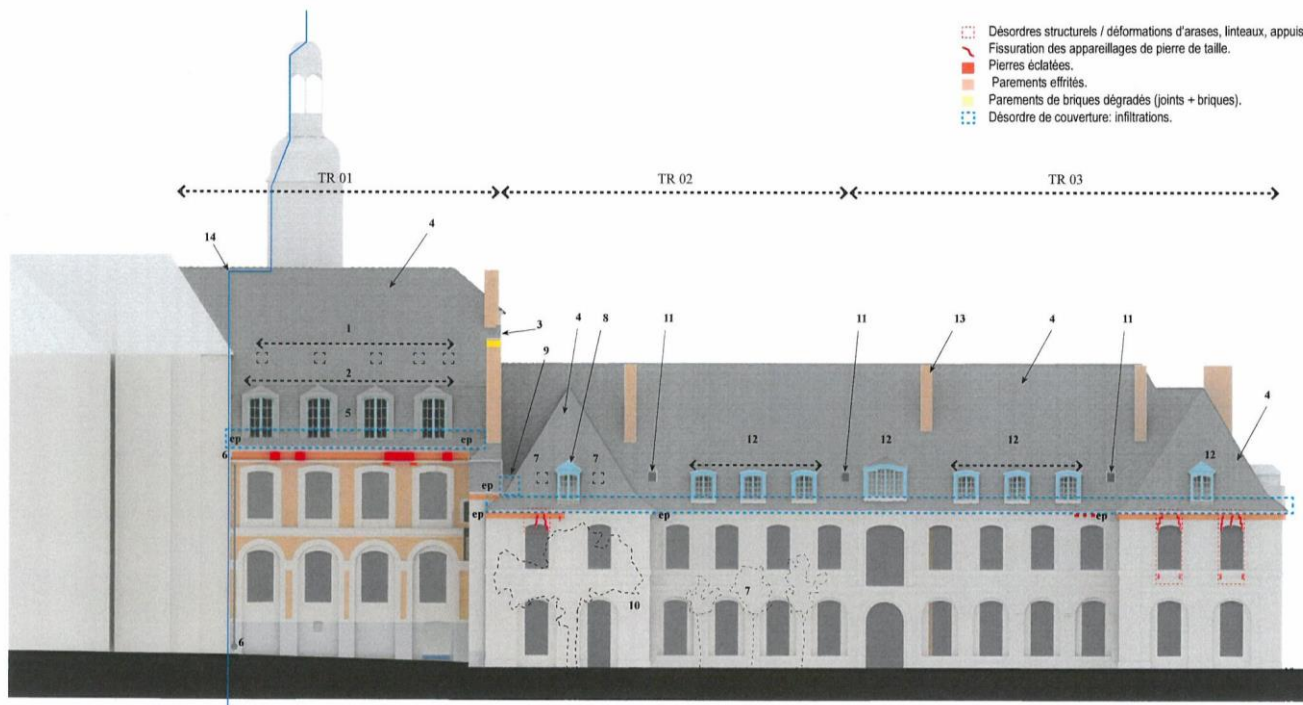 Désordres structurels / déformations d'arases, linteaux, appuis
Fissuration des appareillages de pierre de taille.
Pierres éclatées.
Parements effrités.
Parements de briques dégradés (joints + briques).
Désordre de couverture: infiltrations.
TR 01
TR 02
TR 03
14
4
1
3
4
8
11
11
13
4
11
9
2
4
5
12
12
12
12
ep
ep
6
7
7
ep
ep
ep
ep
7
10
6